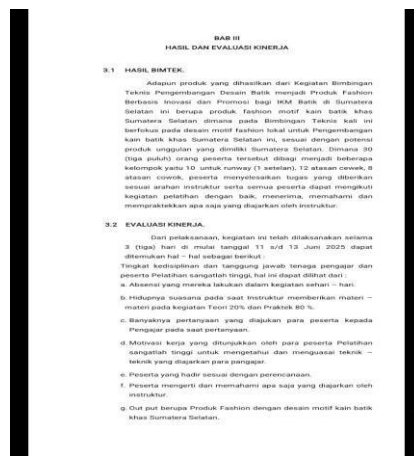 BAB III
HASIL DAN EVALUASI KINERJA
3.1 HASIL BIMTEK.
Adapun produk yang dihasilkan dari Kegiatan Bimbingan
Teknis Pengembangan Desain Batik menjadi Produk Fashion
Berbasis Inovasi dan Promosi bagi IKM Batik di Sumatera
Selatan ini berupa produk fashion motif kain batik khas
Sumatera Selatan dimana pada Bimbingan Teknis kali ini
berfokus pada desain motif fashion lokal untuk Pengembangan
kain batik khas Sumatera Selatan ini, sesuai dengan potensi
produk unggulan yang dimiliki Sumatera Selatan. Dimana 30
(tiga puluh) orang peserta tersebut dibagi menjadi beberapa
kelompok yaitu 10 untuk runway (1 setelan), 12 atasan cewek, 8
atasan cowok, peserta menyelesaikan tugas yang diberikan
sesuai arahan instruktur serta semua peserta dapat mengikuti
kegiatan pelatihan dengan baik, menerima, memahami dan
mempraktekkan apa saja yang diajarkan oleh instruktur.
3.2 EVALUASI KINERJA.
Dari pelaksanaan, kegiatan ini telah dilaksanakan selama
3 (tiga) hari di mulai tanggal 11 s/d 13 Juni 2025 dapat
ditemukan hal – hal sebagai berikut :
Tingkat kedisiplinan dan tanggung jawab tenaga pengajar dan
peserta Pelatihan sangatlah tinggi, hal ini dapat dilihat dari :
a. Absensi yang mereka lakukan dalam kegiatan sehari – hari.
b. Hidupnya suasana pada saat Instruktur memberikan materi –
materi pada kegiatan Teori 20% dan Praktek 80 %.
c. Banyaknya pertanyaan yang diajukan para peserta kepada
Pengajar pada saat pertanyaan.
d. Motivasi kerja yang ditunjukkan oleh para peserta Pelatihan
sangatlah tinggi untuk mengetahui dan menguasai teknik –
teknik yang diajarkan para pangajar.
e. Peserta yang hadir sesuai dengan perencanaan.
f. Peserta mengerti dan memahami apa saja yang diajarkan oleh
instruktur.
g. Out put berupa Produk Fashion dengan desain motif kain batik
khas Sumatera Selatan.